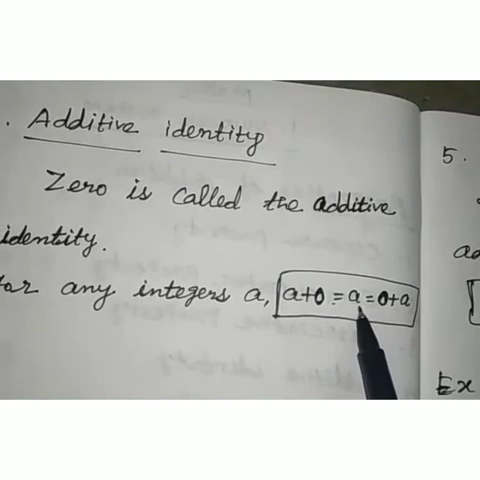 . Additive identity
Zero is called the additive
identity.
for any integers a, a+0 = a = 0+a
5.
Ex